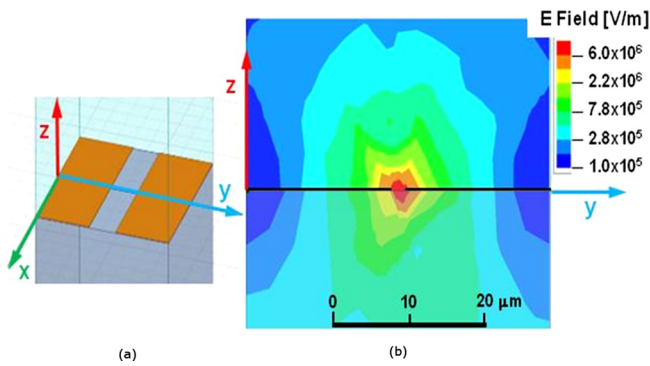 E Field [V/m]
6.0x10⁶
2.2x10⁶
7.8x10⁵
2.8x10⁵
1.0x10⁵
z
y
x
z
y
0 10 20 µm
(a)
(b)